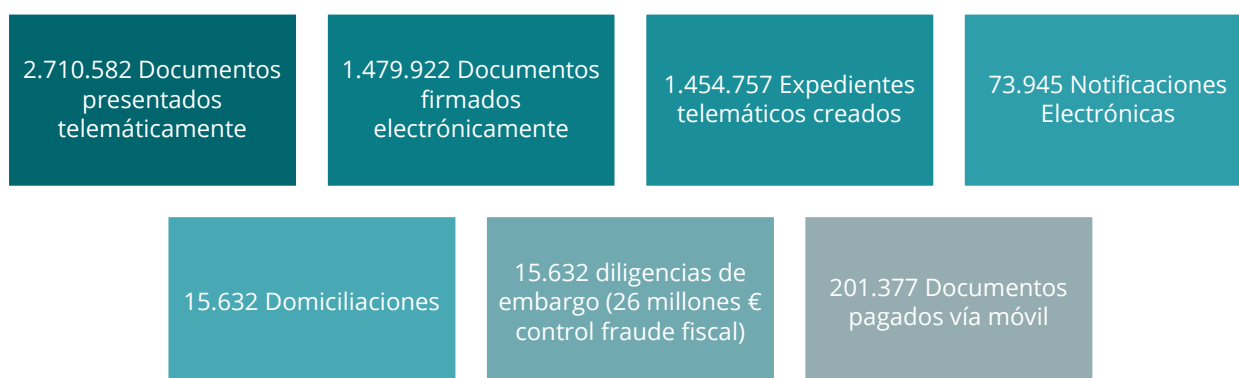 2.710.582 Documentos
presentados
telemáticamente
1.479.922 Documentos
firmados
electrónicamente
1.454.757 Expedientes
telemáticos creados
73.945 Notificaciones
Electrónicas
15.632 Domiciliaciones
15.632 diligencias de
embargo (26 millones €
control fraude fiscal)
201.377 Documentos
pagados vía móvil